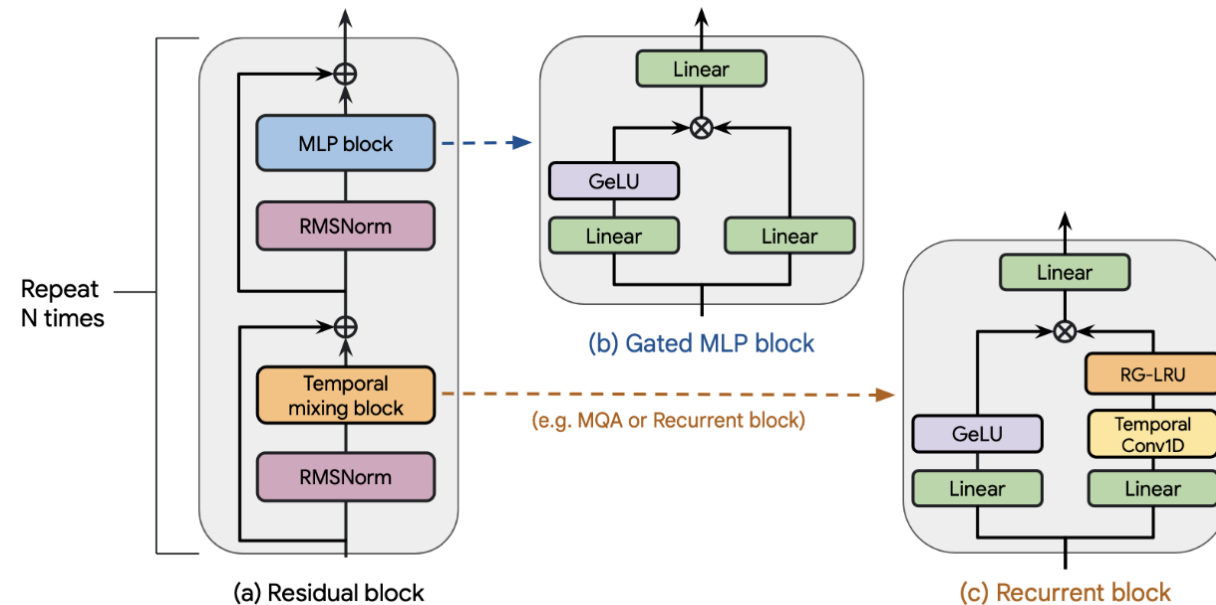 Repeat
N times
MLP block
RMSNorm
Temporal
mixing block
RMSNorm
(a) Residual block
Linear
GeLU
Linear
Linear
(b) Gated MLP block
(e.g. MQA or Recurrent block)
Linear
RG-LRU
GeLU
Temporal
Conv1D
Linear
Linear
(c) Recurrent block